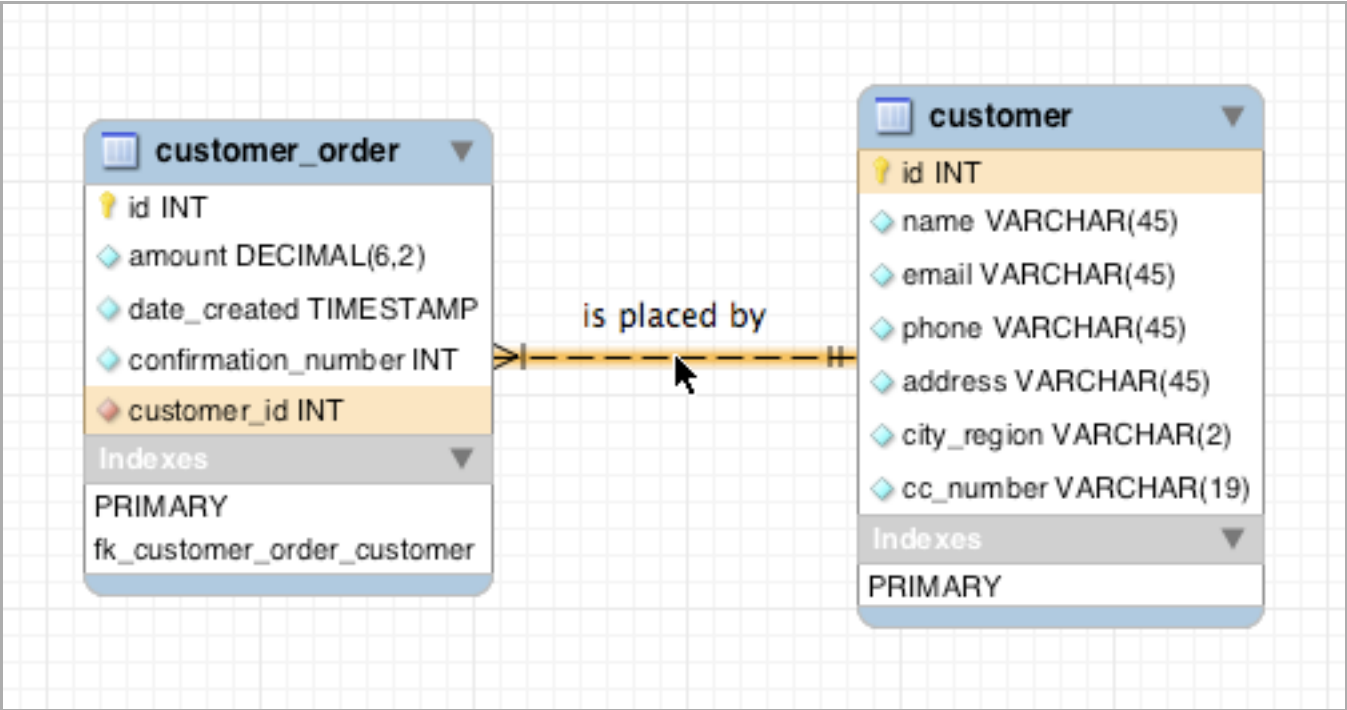 customer_order
id INT
amount DECIMAL(6,2)
date_created TIMESTAMP
confirmation_number INT
customer_id INT
Indexes
PRIMARY
fk_customer_order_customer
is placed by
customer
id INT
name VARCHAR(45)
email VARCHAR(45)
phone VARCHAR(45)
address VARCHAR(45)
city_region VARCHAR(2)
cc_number VARCHAR(19)
Indexes
PRIMARY